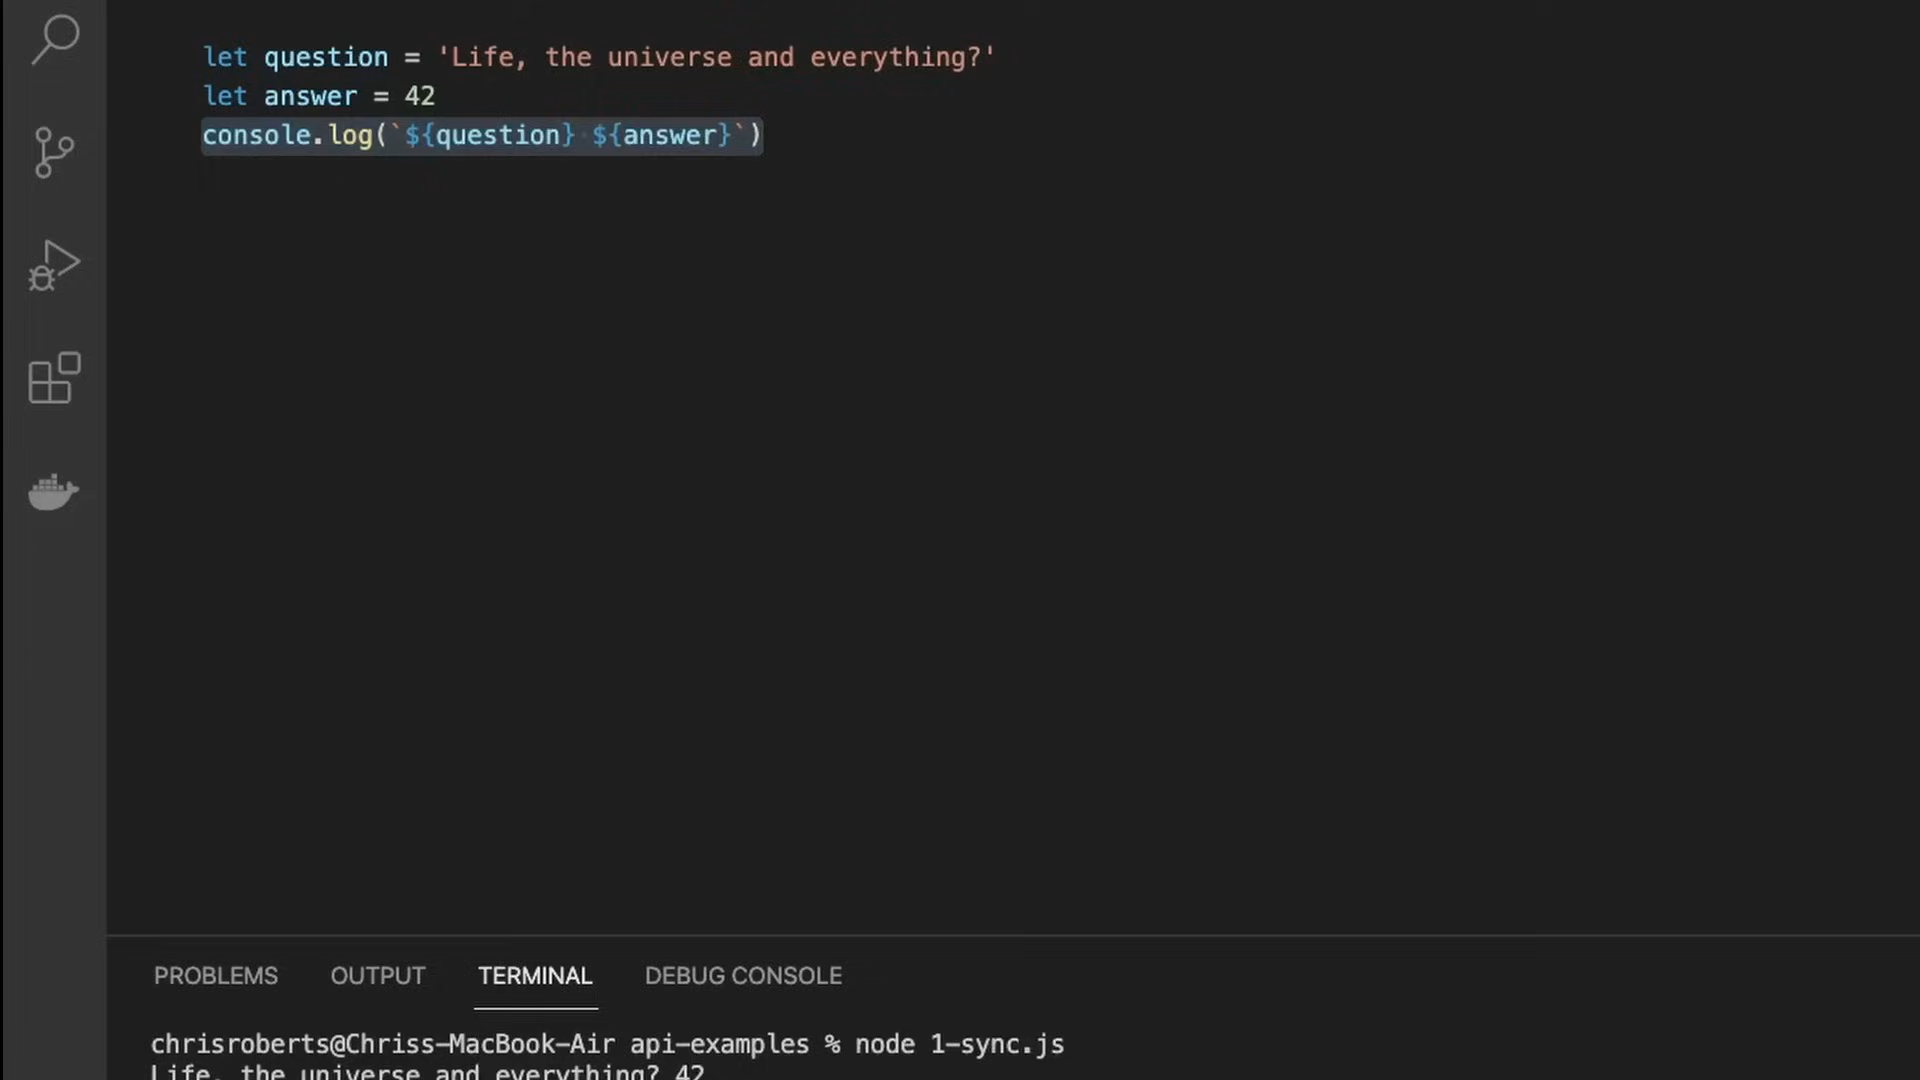 let question = 'Life, the universe and everything?'
let answer = 42
console.log(`${question} ${answer}`)
PROBLEMS OUTPUT TERMINAL DEBUG CONSOLE
chrisroberts@Chriss-MacBook-Air api-examples % node 1-sync.js
Life, the universe and everything? 42